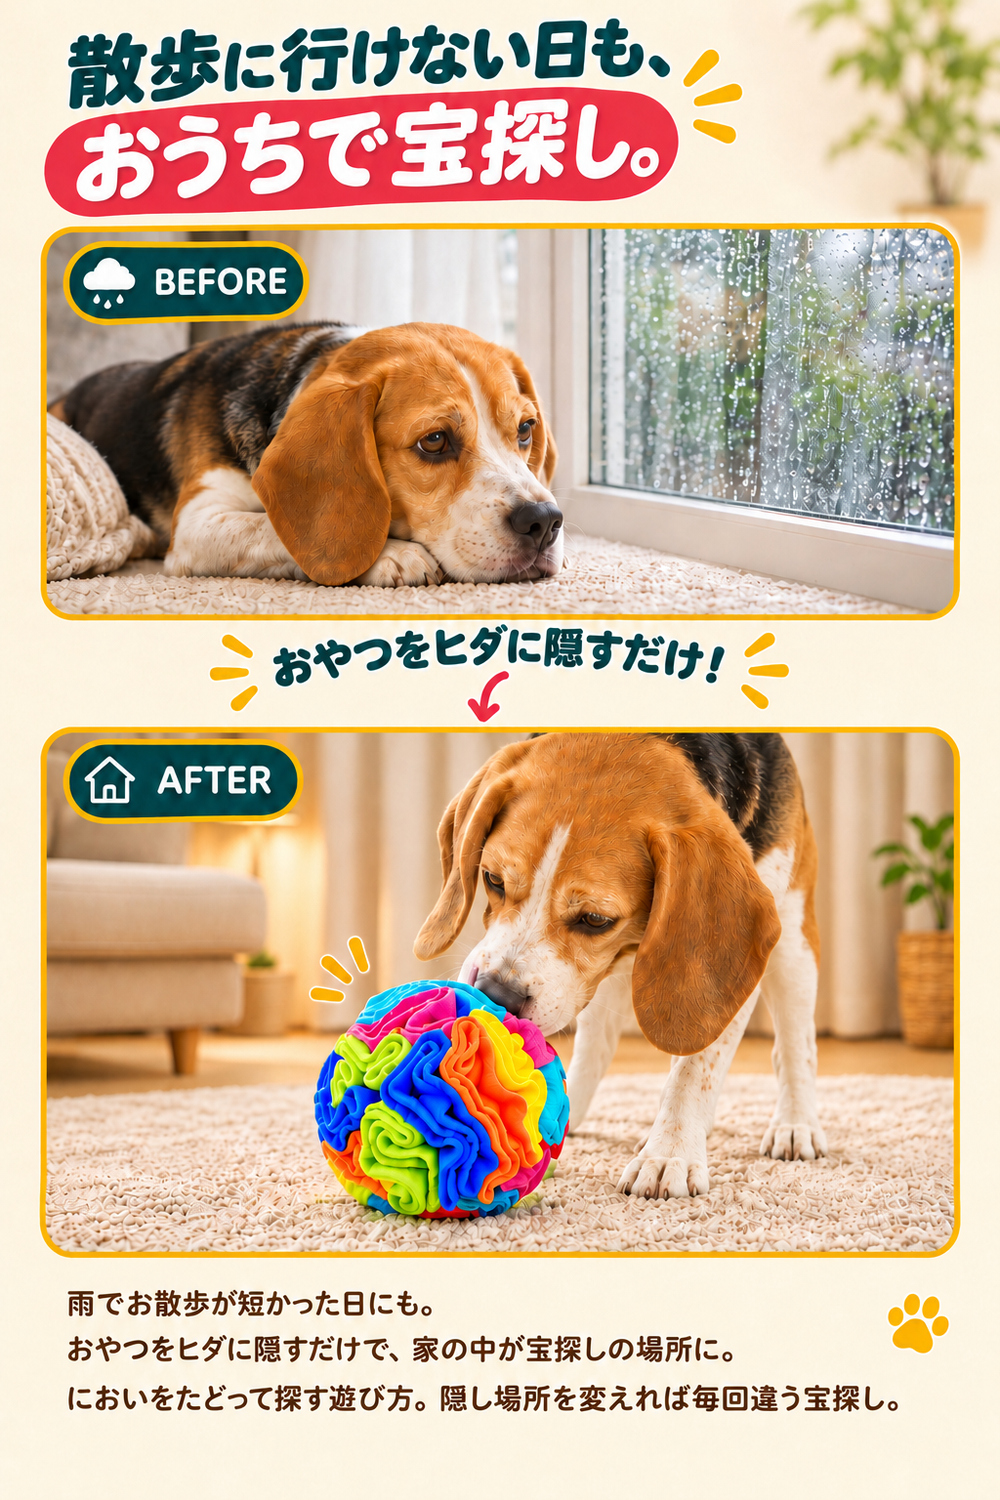 散歩に行けない日も、
おうちで宝探し。
BEFORE
おやつをヒダに隠すだけ！
AFTER
雨でお散歩が短かった日にも。
おやつをヒダに隠すだけで、家の中が宝探しの場所に。
においをたどって探す遊び方。隠し場所を変えれば毎回違う宝探し。